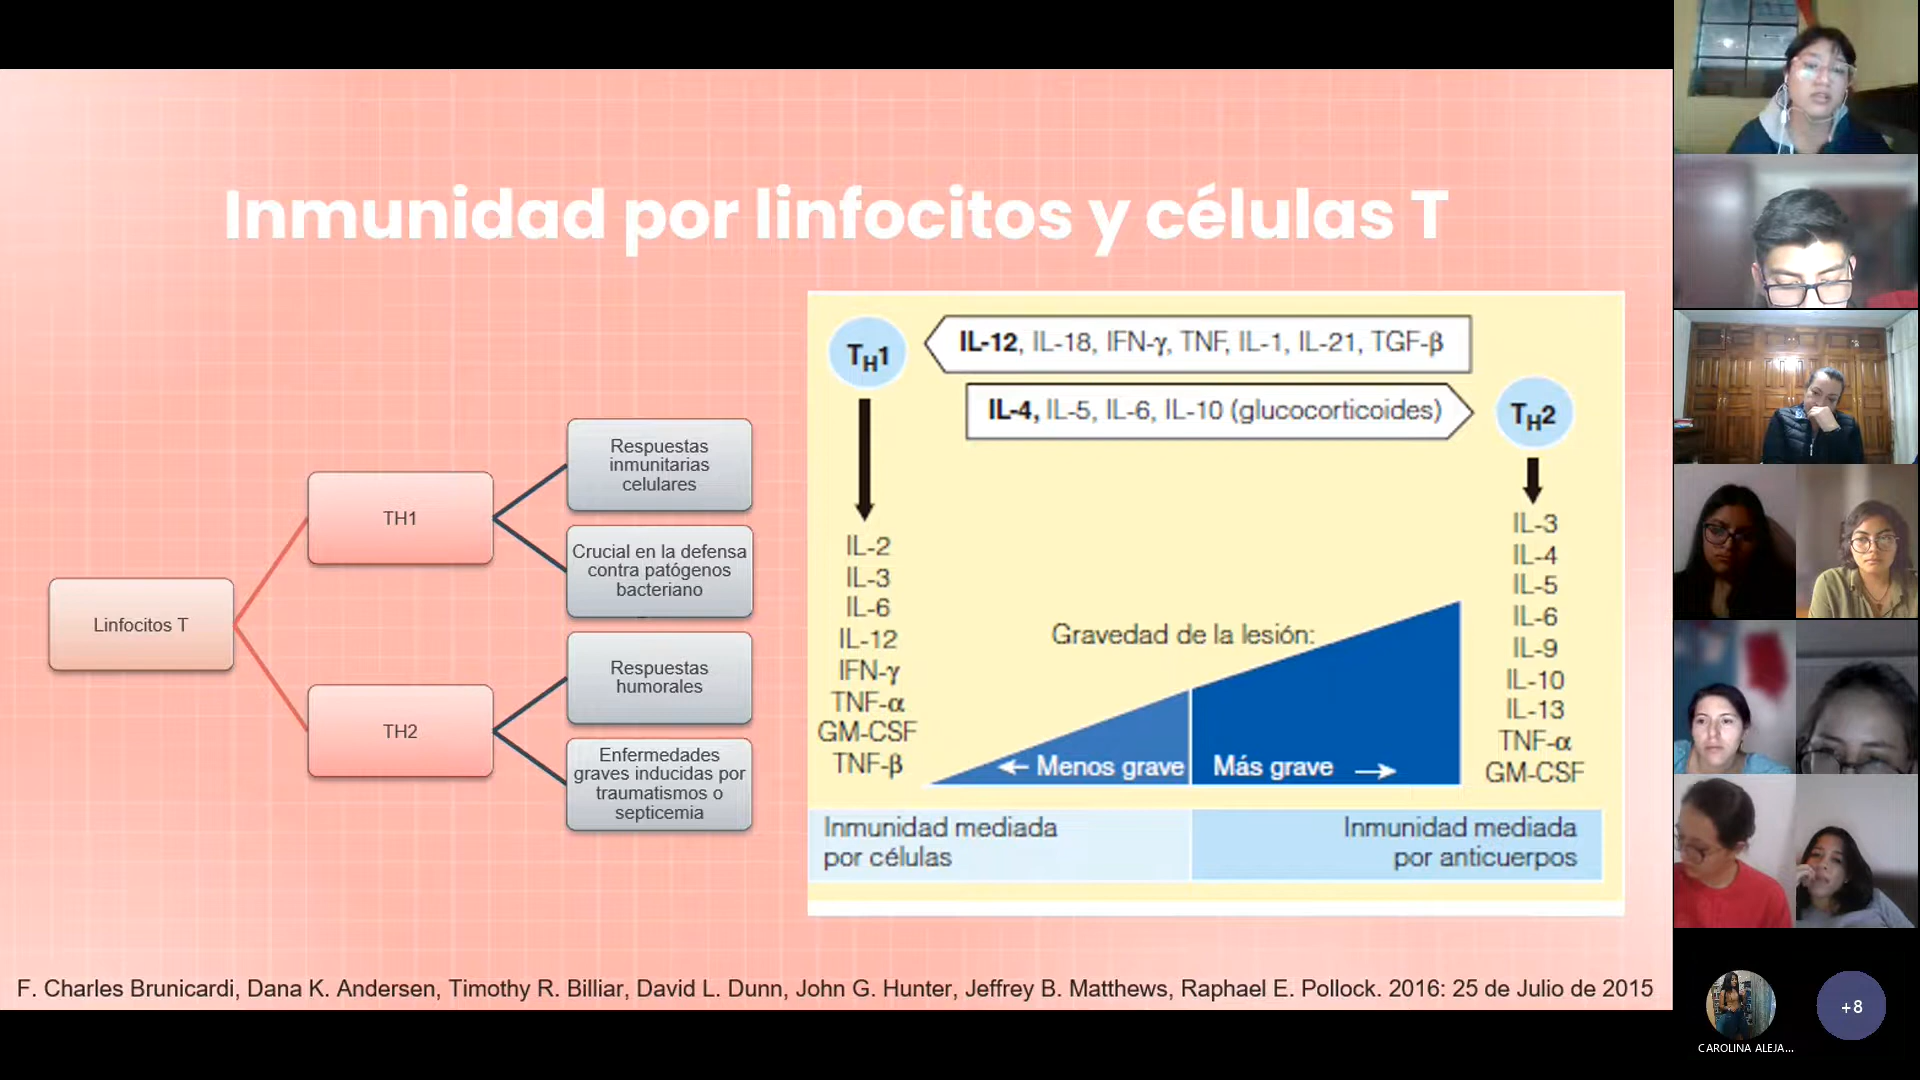 Inmunidad por linfocitos y células T
Linfocitos T
TH1
TH2
Respuestas
inmunitarias
celulares
Crucial en la defensa
contra patógenos
bacteriano
Respuestas
humorales
Enfermedades
graves inducidas por
traumatismos o
septicemia
TH1
IL-12, IL-18, IFN-γ, TNF, IL-1, IL-21, TGF-β
IL-4, IL-5, IL-6, IL-10 (glucocorticoides)
TH2
IL-2
IL-3
IL-6
IL-12
IFN-γ
TNF-α
GM-CSF
TNF-β
Gravedad de la lesión:
← Menos grave
Más grave →
IL-3
IL-4
IL-5
IL-6
IL-9
IL-10
IL-13
TNF-α
GM-CSF
Inmunidad mediada
por células
Inmunidad mediada
por anticuerpos
F. Charles Brunicardi, Dana K. Andersen, Timothy R. Billiar, David L. Dunn, John G. Hunter, Jeffrey B. Matthews, Raphael E. Pollock. 2016: 25 de Julio de 2015
CAROLINA ALEJA...
+8